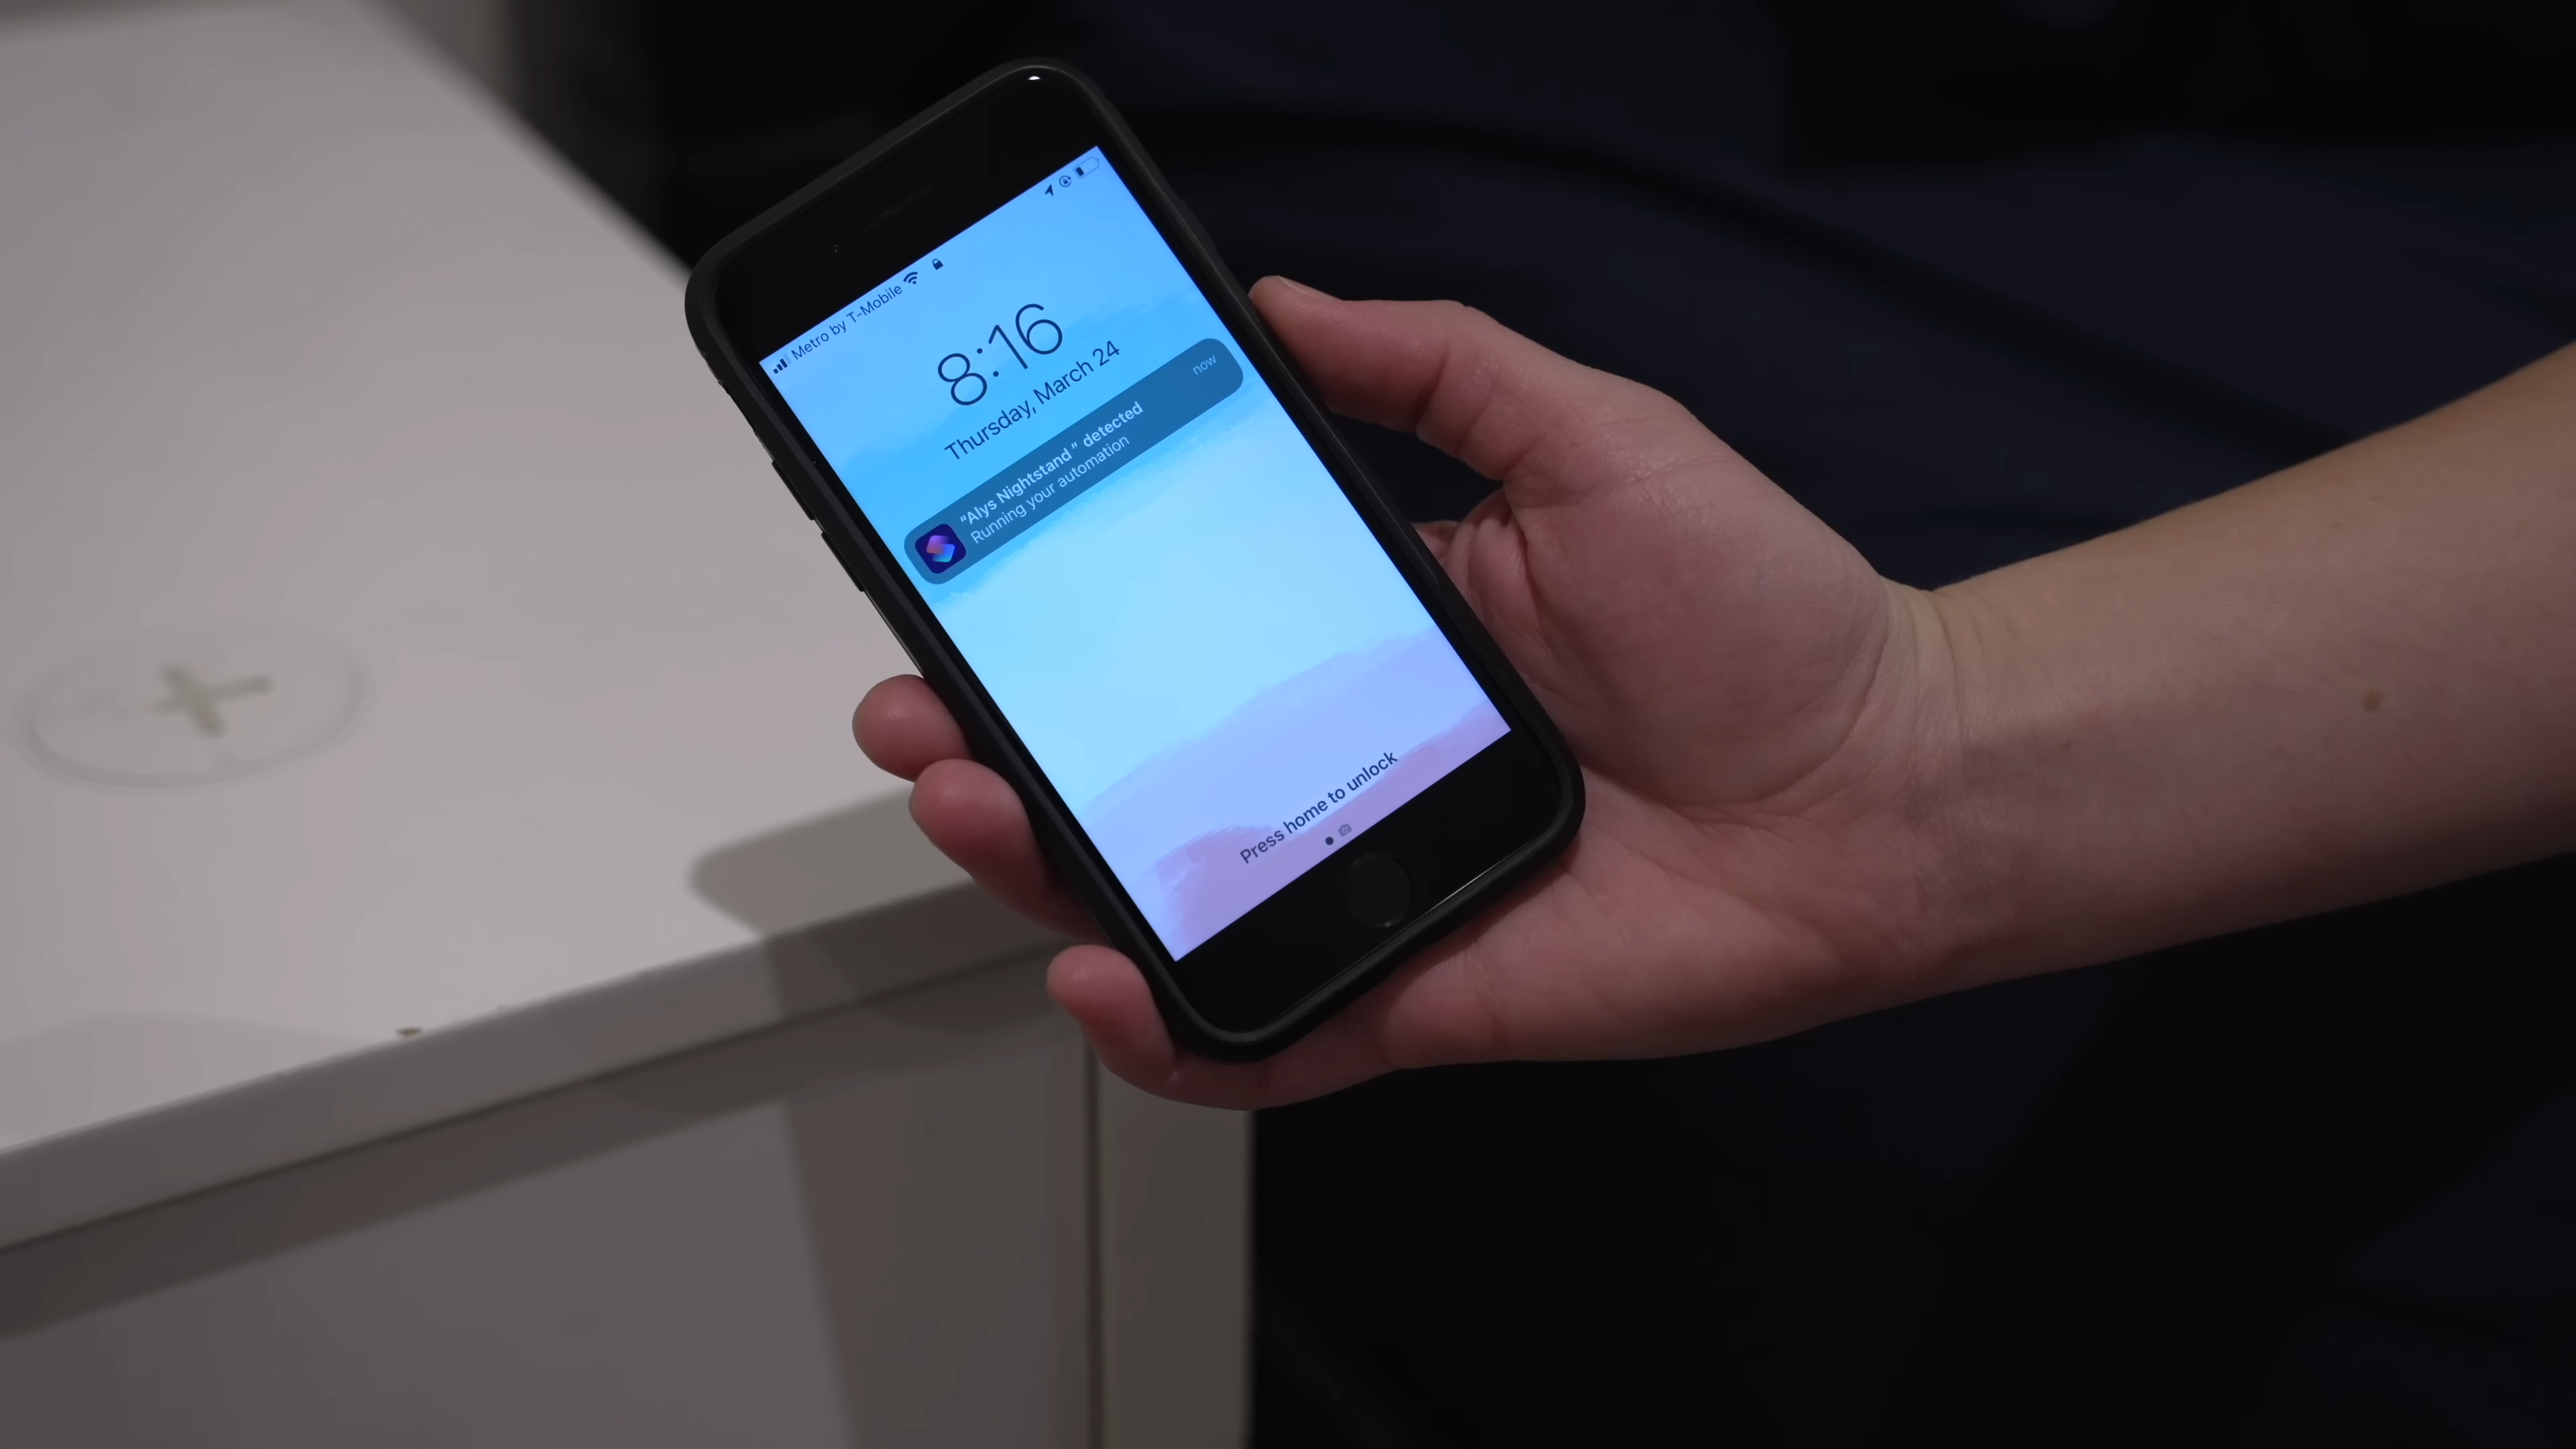 Metro by T-Mobile
8:16
Thursday, March 24
"Alys Nightstand " detected
now
Running your automation
Press home to unlock